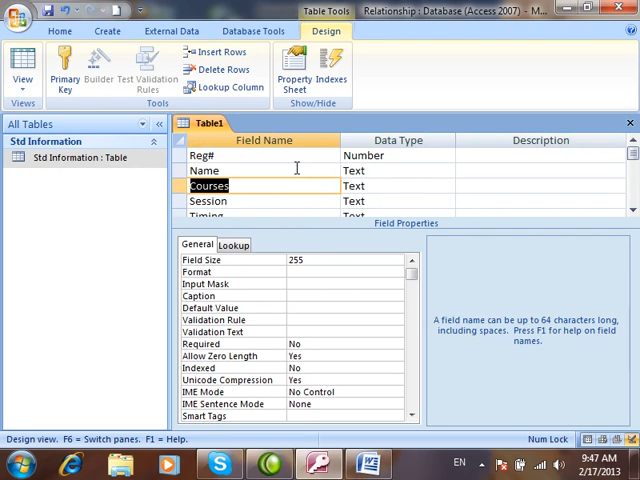 Table Tools
Relationship : Database (Access 2007) - M...
Home
Create
External Data
Database Tools
Design
View
Primary Key
Builder
Test Validation Rules
Insert Rows
Delete Rows
Lookup Column
Property Sheet
Indexes
Views
Tools
Show/Hide
All Tables
Std Information
Std Information : Table
Table1
Field Name
Data Type
Description
Reg#
Number
Name
Text
Courses
Text
Session
Text
Timing
Text
Field Properties
General
Lookup
Field Size
255
Format
Input Mask
Caption
Default Value
Validation Rule
Validation Text
Required
No
Allow Zero Length
Yes
Indexed
No
Unicode Compression
Yes
IME Mode
No Control
IME Sentence Mode
None
Smart Tags
A field name can be up to 64 characters long,
including spaces. Press F1 for help on field
names.
Design view. F6 = Switch panes. F1 = Help.
Num Lock
EN
9:47 AM
2/17/2013